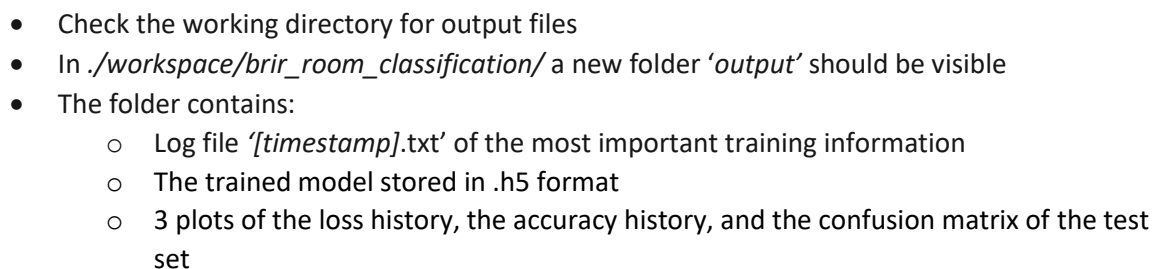 • Check the working directory for output files
• In ./workspace/brir_room_classification/ a new folder ‘output’ should be visible
• The folder contains:
o Log file ‘[timestamp].txt’ of the most important training information
o The trained model stored in .h5 format
o 3 plots of the loss history, the accuracy history, and the confusion matrix of the test
set